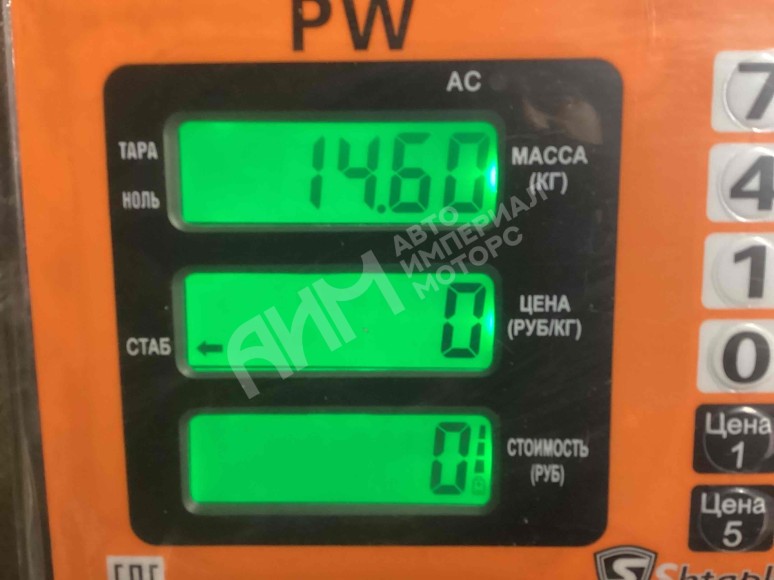 PW
AC
ТАРА
НОЛЬ
14.60
МАССА
(КГ)
7
4
1
0
АИМ
АВТО
ИМПЕРИАЛ
МОТОРС
СТАБ
←
0
ЦЕНА
(РУБ/КГ)
0
СТОИМОСТЬ
(РУБ)
Цена
1
Цена
5